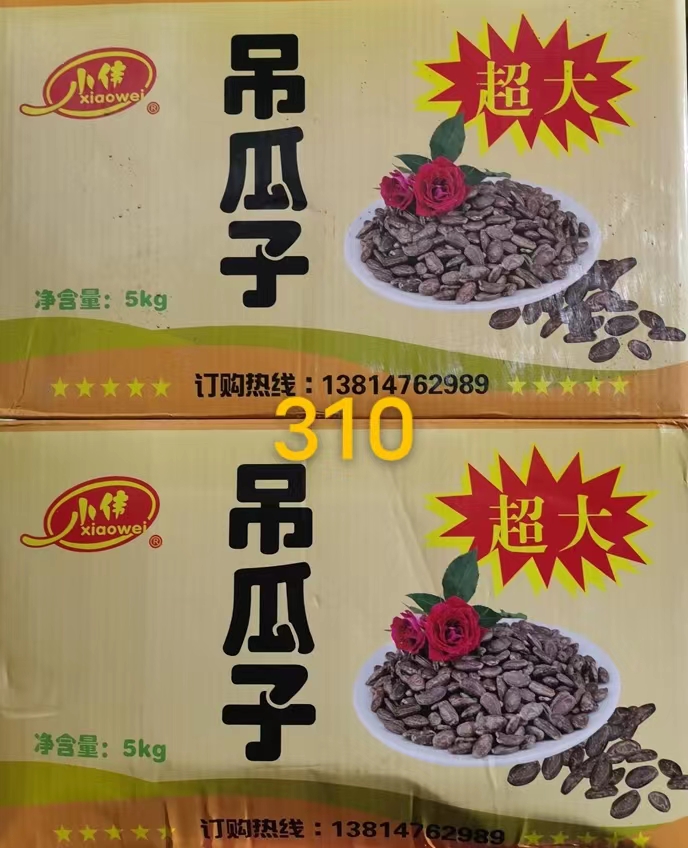 小伟
xiaowei®
吊瓜子
超大
净含量：5kg
订购热线：13814762989
310
小伟
xiaowei®
吊瓜子
超大
净含量：5kg
订购热线：13814762989